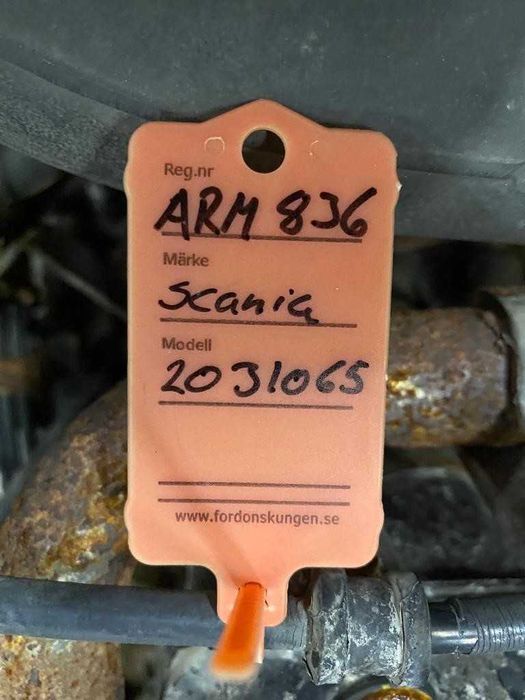 Reg.nr
ARM 836
Märke
Scania
Modell
2031065
www.fordonskungen.se